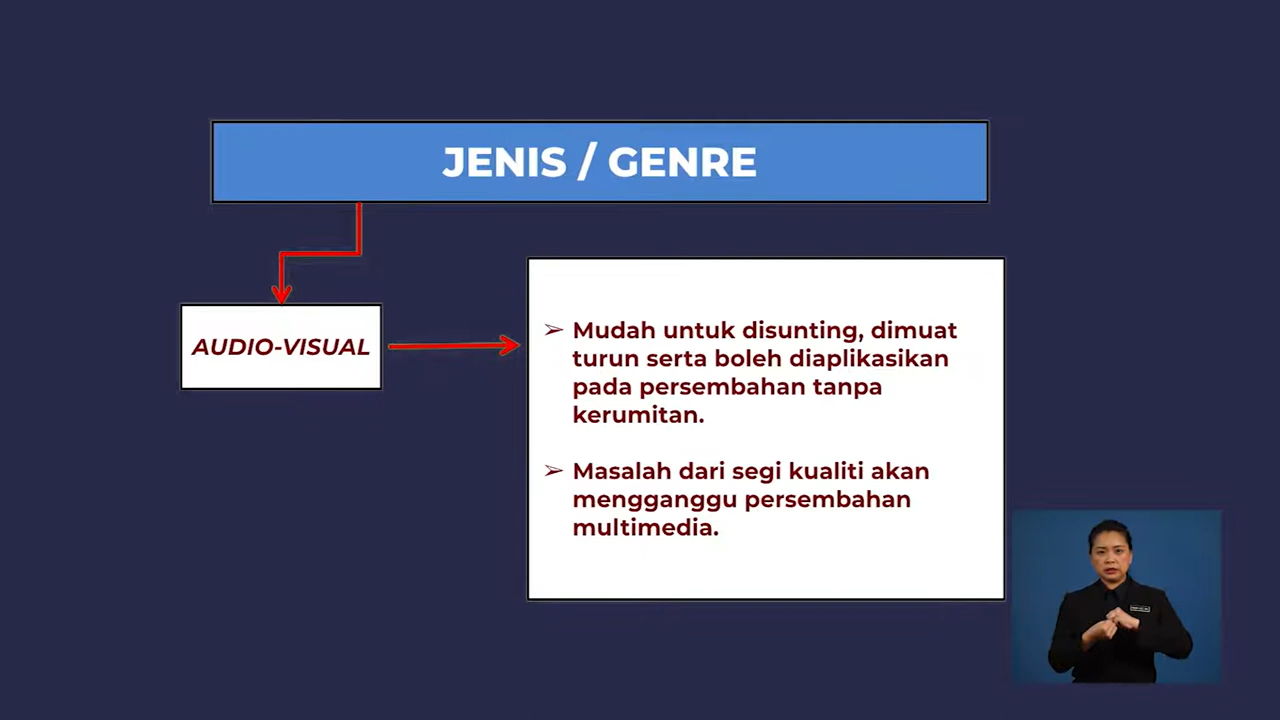 JENIS / GENRE
AUDIO-VISUAL
➢ Mudah untuk disunting, dimuat
turun serta boleh diaplikasikan
pada persembahan tanpa
kerumitan.
➢ Masalah dari segi kualiti akan
mengganggu persembahan
multimedia.